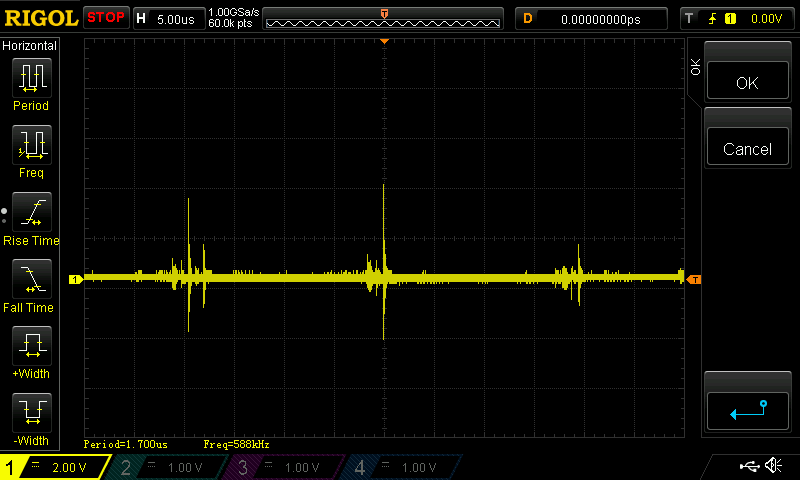 RIGOL STOP H 5.00us 1.00GSa/s 60.0k pts T D 0.00000000ps T 1 0.00V
Horizontal
Period
Freq
Rise Time
Fall Time
+Width
-Width
1
T
Period=1.700us Freq=588kHz
OK
OK
Cancel
1 2.00 V 2 1.00 V 3 1.00 V 4 1.00 V